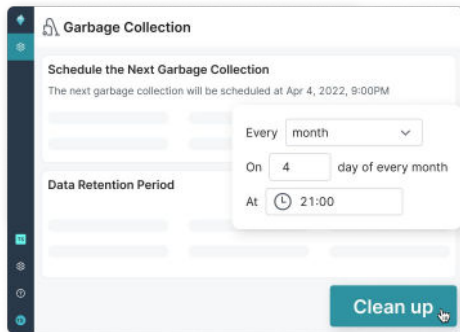 Garbage Collection
Schedule the Next Garbage Collection
The next garbage collection will be scheduled at Apr 4, 2022, 9:00PM
Every month
On 4 day of every month
Data Retention Period
At 21:00
Clean up